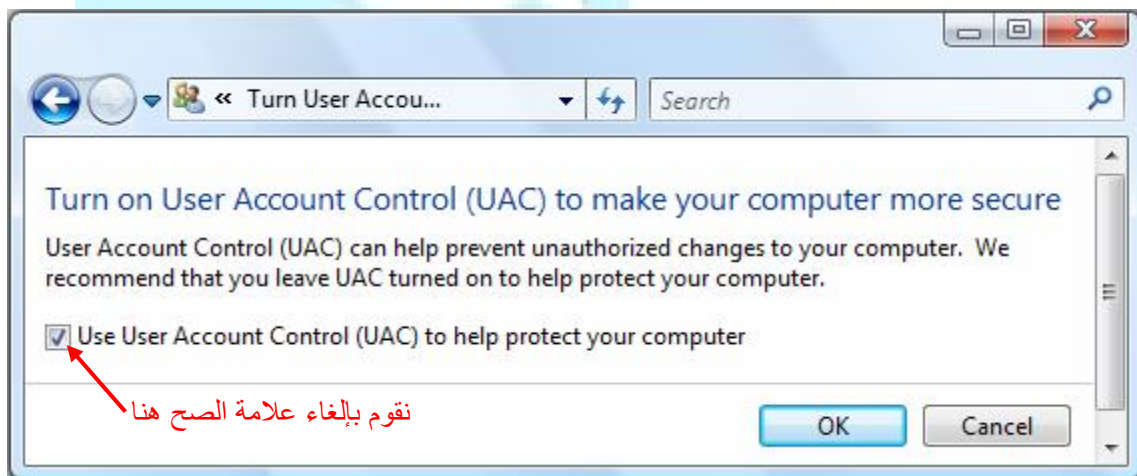 « Turn User Accou...
Search
Turn on User Account Control (UAC) to make your computer more secure
User Account Control (UAC) can help prevent unauthorized changes to your computer. We
recommend that you leave UAC turned on to help protect your computer.
Use User Account Control (UAC) to help protect your computer
نقوم بإلغاء علامة الصح هنا
OK
Cancel